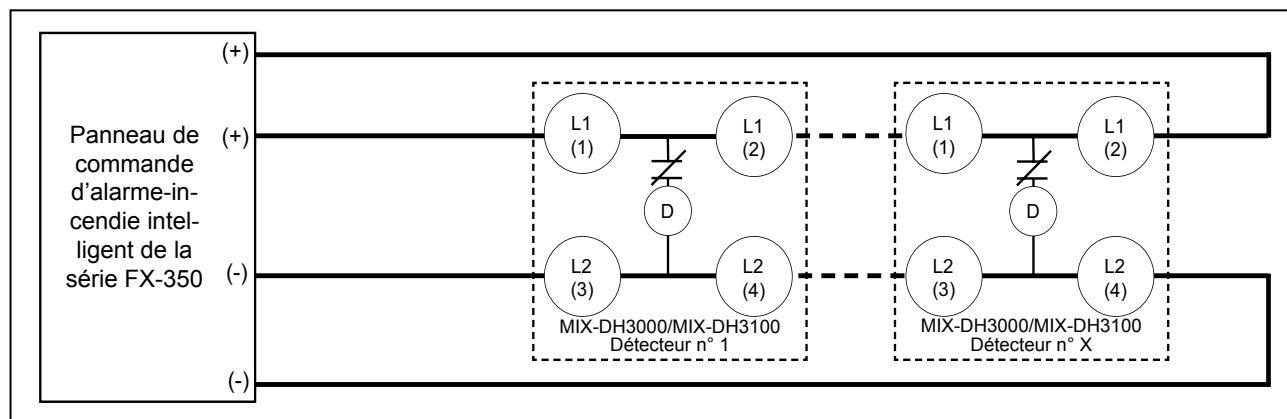 (+)
(+)
Panneau de
commande
d'alarme-in-
cendie intel-
ligent de la
série FX-350
(-)
(-)
L1
(1)
L1
(2)
D
L2
(3)
L2
(4)
MIX-DH3000/MIX-DH3100
Détecteur n° 1
L1
(1)
L1
(2)
D
L2
(3)
L2
(4)
MIX-DH3000/MIX-DH3100
Détecteur n° X